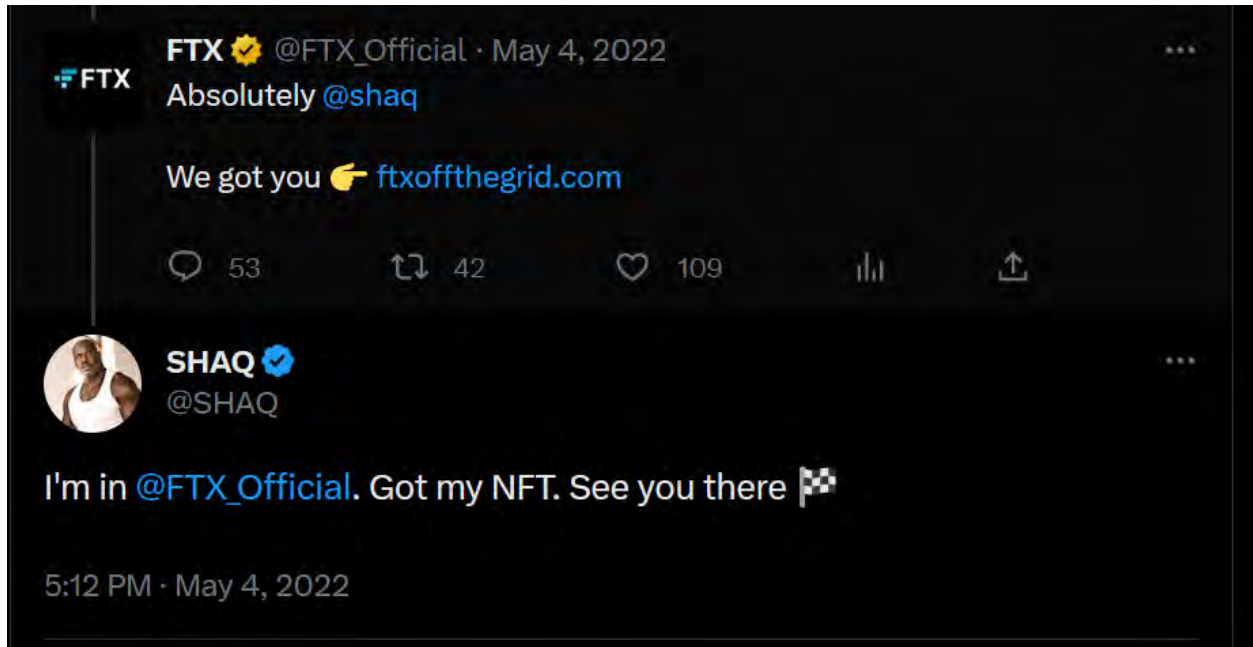 FTX @FTX_Official · May 4, 2022
FTX
Absolutely @shaq
We got you 👉 ftxoffthegrid.com
53 42 109
SHAQ
@SHAQ
I'm in @FTX_Official. Got my NFT. See you there 🏁
5:12 PM · May 4, 2022